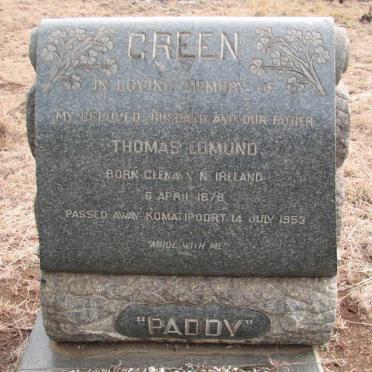 GREEN
IN LOVING MEMORY OF
MY BELOVED HUSBAND AND OUR FATHER
THOMAS EDMUND
BORN GLENAVY N. IRELAND
6 APRIL 1878
PASSED AWAY KOMATIPOORT 14 JULY 1953
"ABIDE WITH ME"
"PADDY"